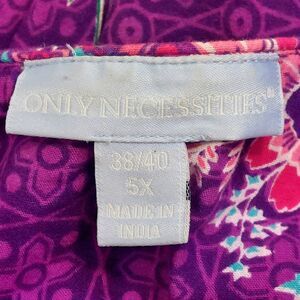 ONLY NECESSITIES®
38/40
5X
MADE IN
INDIA